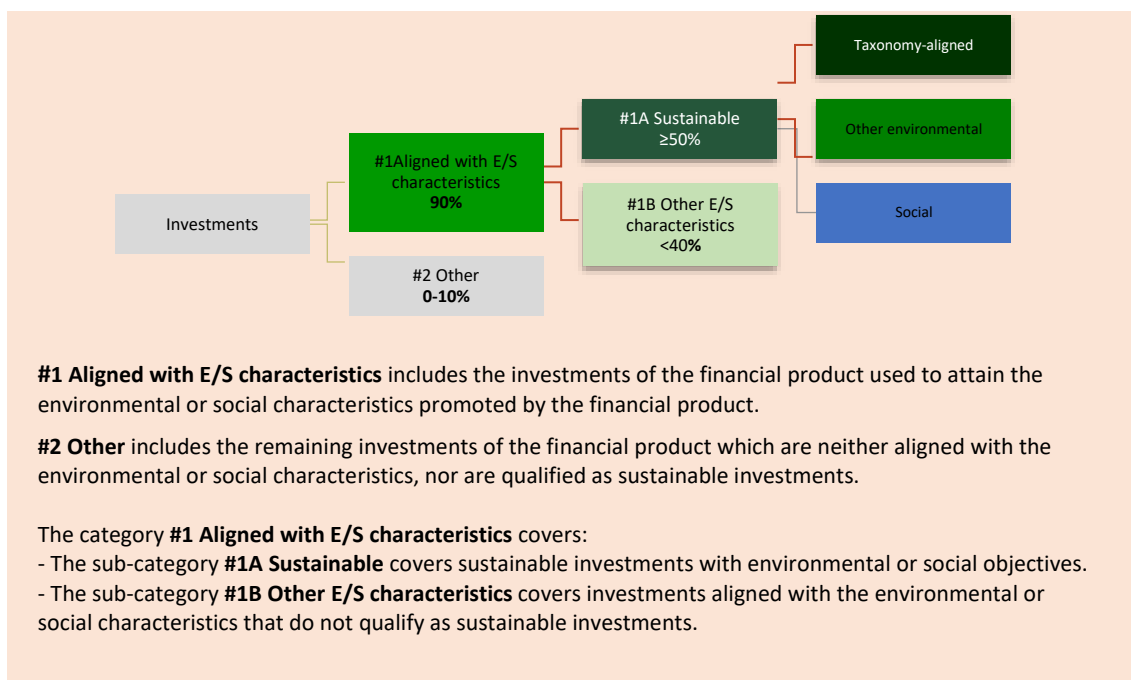 Taxonomy-aligned
#1A Sustainable
≥50%
Other environmental
#1Aligned with E/S
characteristics
90%
#1B Other E/S
characteristics
<40%
Social
Investments
#2 Other
0-10%
#1 Aligned with E/S characteristics includes the investments of the financial product used to attain the
environmental or social characteristics promoted by the financial product.
#2 Other includes the remaining investments of the financial product which are neither aligned with the
environmental or social characteristics, nor are qualified as sustainable investments.
The category #1 Aligned with E/S characteristics covers:
- The sub-category #1A Sustainable covers sustainable investments with environmental or social objectives.
- The sub-category #1B Other E/S characteristics covers investments aligned with the environmental or
social characteristics that do not qualify as sustainable investments.